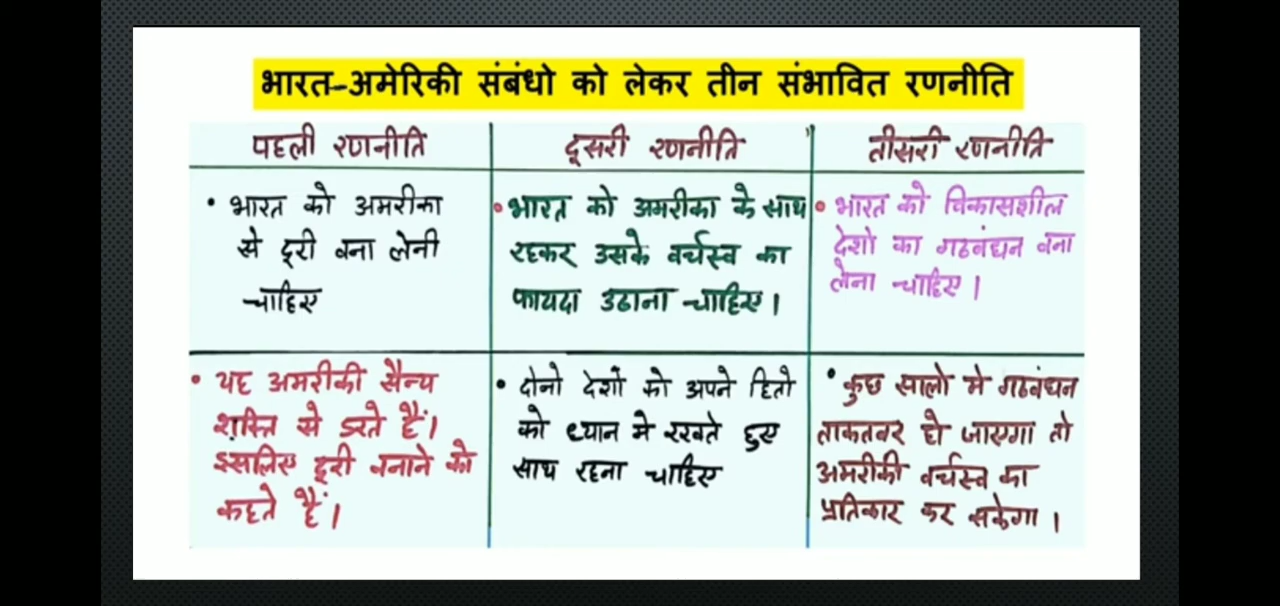 भारत-अमेरिकी संबंधो को लेकर तीन संभावित रणनीति
पहली रणनीति
दूसरी रणनीति
तीसरी रणनीति
• भारत को अमरीका
से दूरी बना लेनी
चाहिए
• भारत को अमरीका के साथ
रहकर उसके वर्चस्व का
फायदा उठाना चाहिए।
• भारत को विकासशील
देशो का गठबंधन बना
लेना चाहिए।
• यह अमरीकी सैन्य
शक्ति से डरते हैं।
इसलिए दूरी बनाने को
कहते हैं।
• दोनो देशो को अपने हितो
को ध्यान मे रखते हुए
साथ रहना चाहिए
• कुछ सालो मे गठबंधन
ताकतवर हो जाएगा तो
अमरीकी वर्चस्व का
प्रतिकार कर सकेगा।